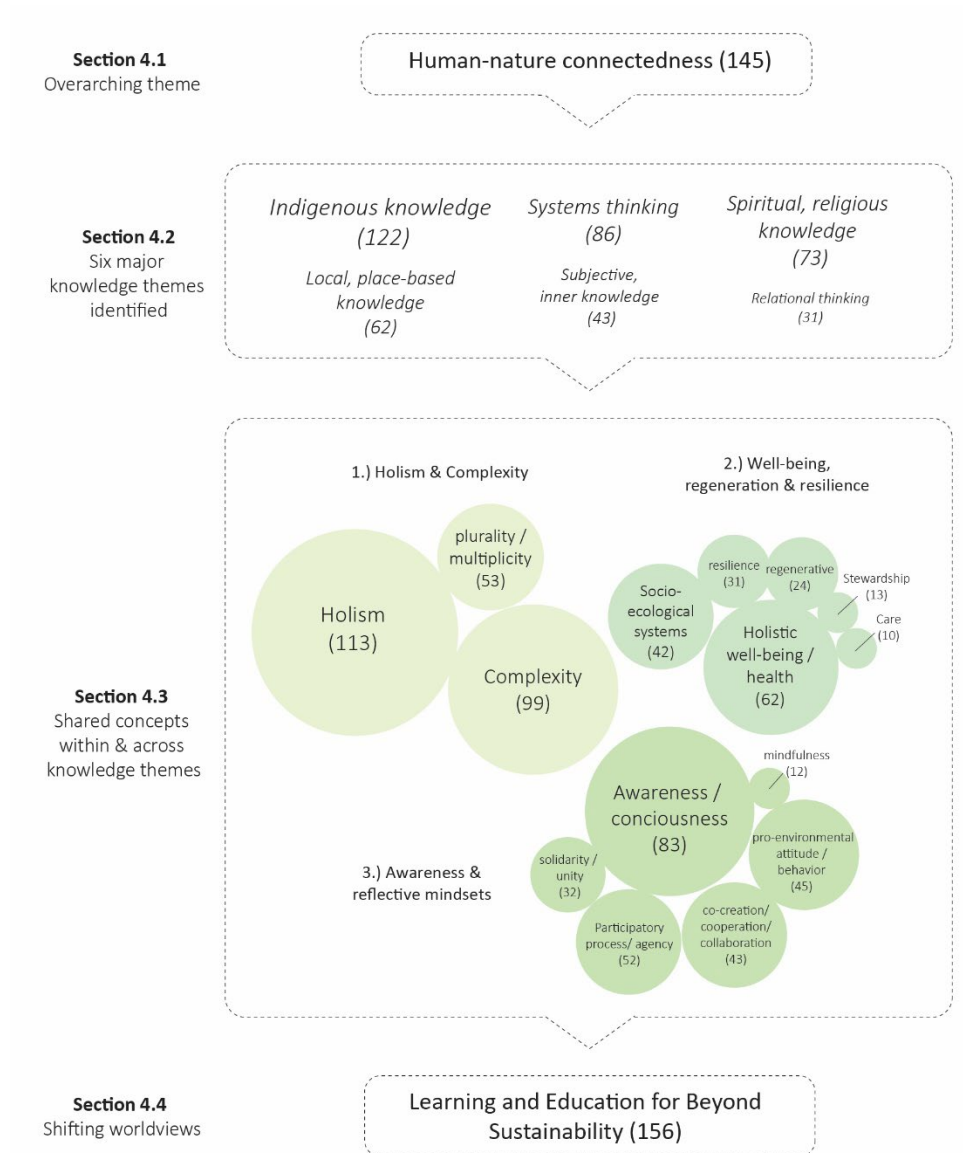 Section 4.1
Overarching theme
Human-nature connectedness (145)
Section 4.2
Six major
knowledge themes
identified
Indigenous knowledge
(122)
Systems thinking
(86)
Spiritual, religious
knowledge
(73)
Local, place-based
knowledge
(62)
Subjective,
inner knowledge
(43)
Relational thinking
(31)
Section 4.3
Shared concepts
within & across
knowledge themes
1.) Holism & Complexity
Holism
(113)
plurality /
multiplicity
(53)
Complexity
(99)
2.) Well-being,
regeneration & resilience
Socio-
ecological
systems
(42)
resilience
(31)
regenerative
(24)
Stewardship
(13)
Care
(10)
Holistic
well-being /
health
(62)
3.) Awareness &
reflective mindsets
Awareness /
conciousness
(83)
mindfulness
(12)
pro-environmental
attitude /
behavior
(45)
solidarity /
unity
(32)
Participatory
process/ agency
(52)
co-creation/
cooperation/
collaboration
(43)
Section 4.4
Shifting worldviews
Learning and Education for Beyond
Sustainability (156)